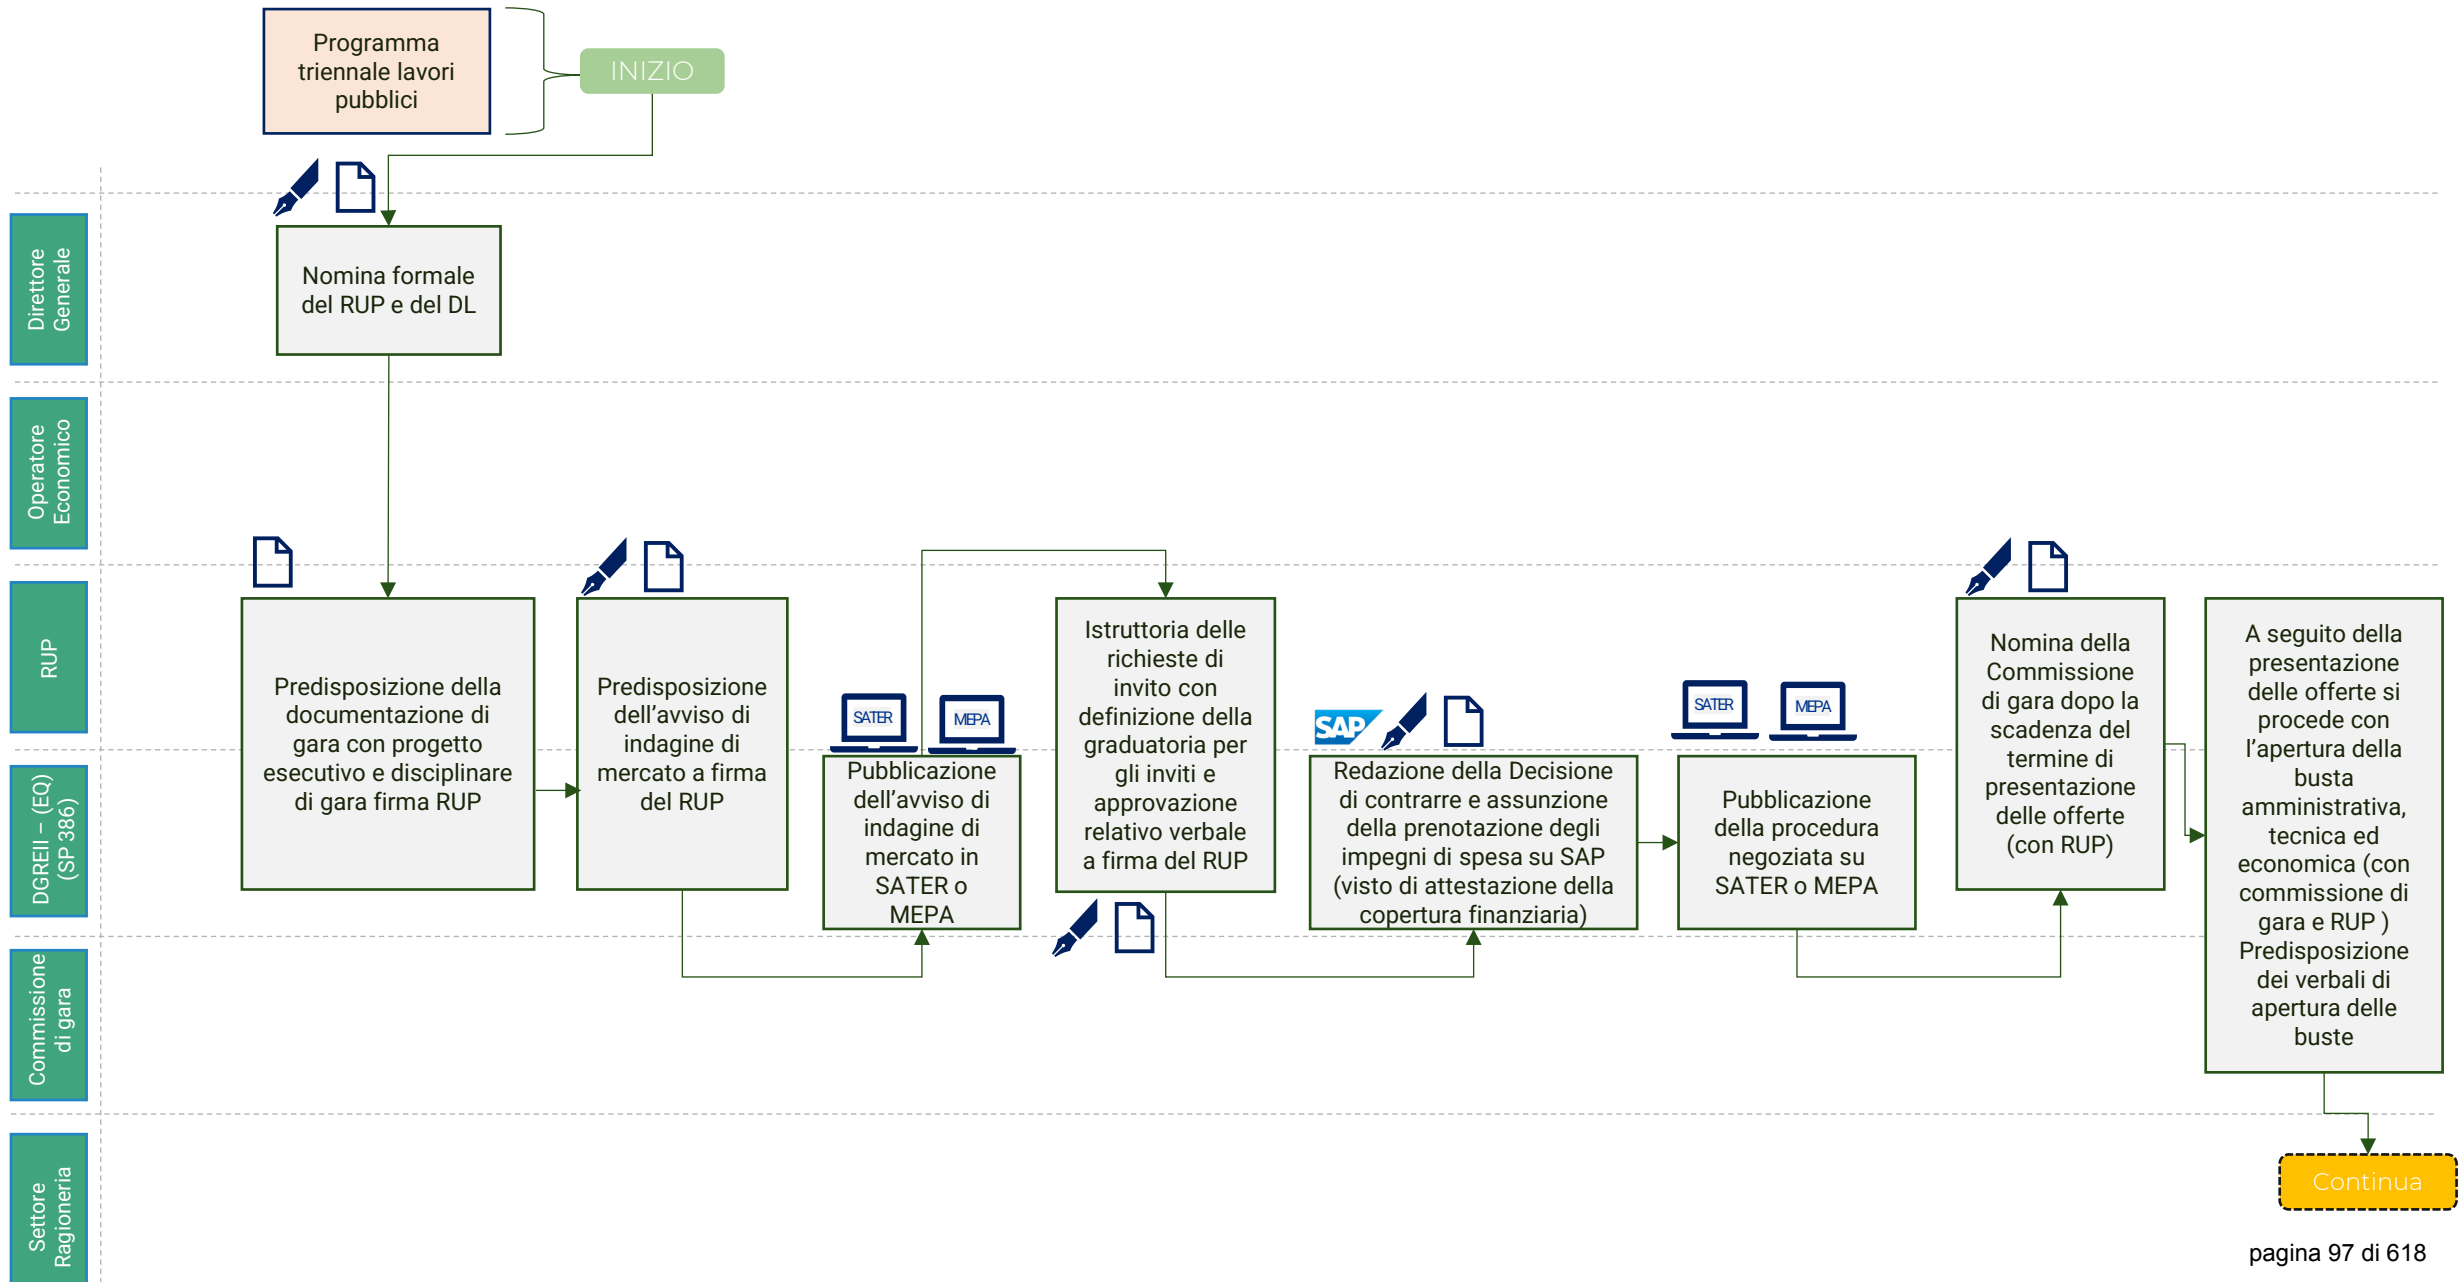 Programma
triennale lavori
pubblici
INIZIO
Direttore
Generale
Nomina formale
del RUP e del DL
Operatore
Economico
RUP
DGREII – (EQ)
(SP 386)
Predisposizione della
documentazione di
gara con progetto
esecutivo e disciplinare
di gara firma RUP
Predisposizione
dell’avviso di
indagine di
mercato a firma
del RUP
SATER
MEPA
Pubblicazione
dell’avviso di
indagine di
mercato in
SATER o
MEPA
Istruttoria delle
richieste di
invito con
definizione della
graduatoria per
gli inviti e
approvazione
relativo verbale
a firma del RUP
SAP
Redazione della Decisione
di contrarre e assunzione
della prenotazione degli
impegni di spesa su SAP
(visto di attestazione della
copertura finanziaria)
SATER
MEPA
Pubblicazione
della procedura
negoziata su
SATER o MEPA
Nomina della
Commissione
di gara dopo la
scadenza del
termine di
presentazione
delle offerte
(con RUP)
A seguito della
presentazione
delle offerte si
procede con
l’apertura della
busta
amministrativa,
tecnica ed
economica (con
commissione di
gara e RUP )
Predisposizione
dei verbali di
apertura delle
buste
Commissione
di gara
Settore
Ragioneria
Continua
pagina 97 di 618